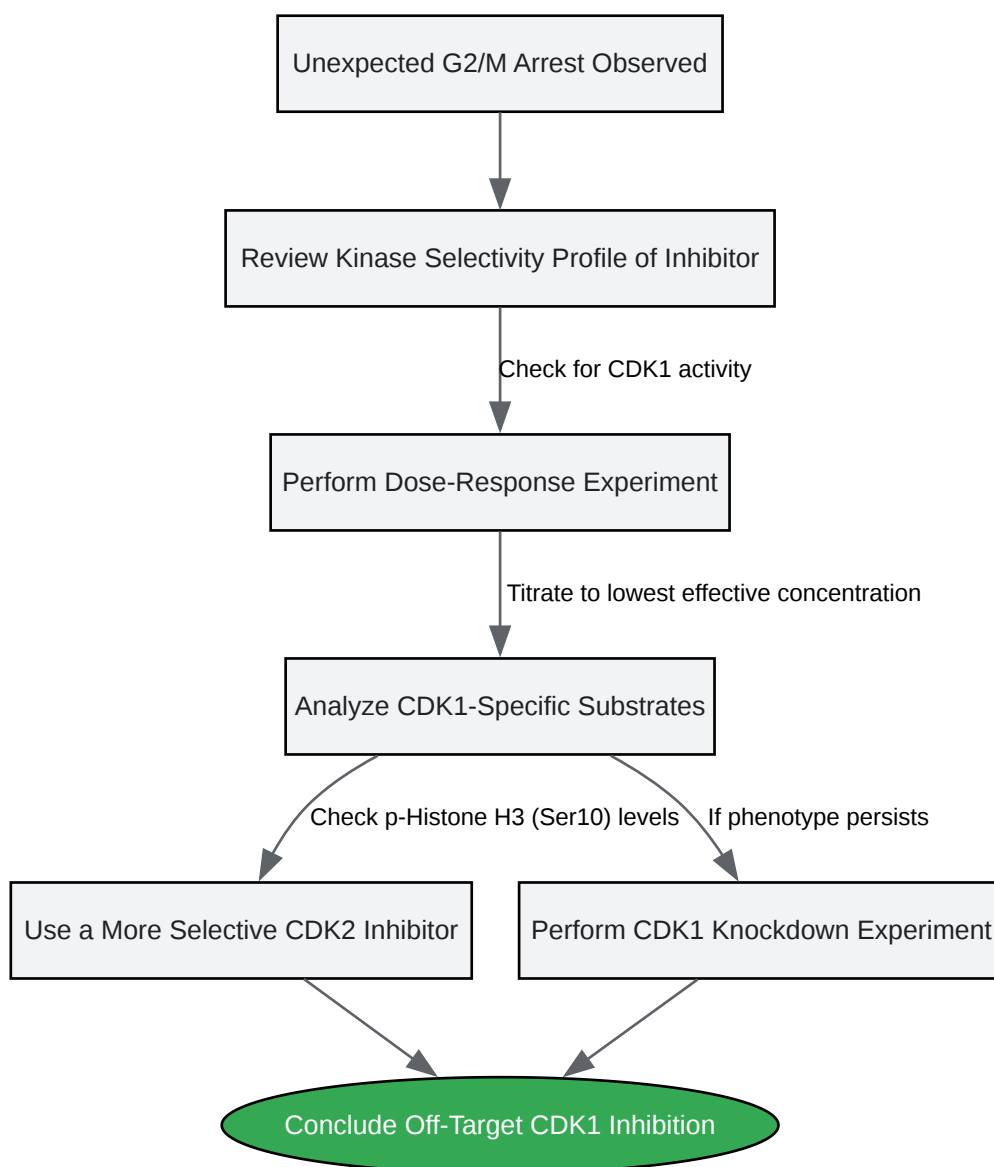 Unexpected G2/M Arrest Observed
Review Kinase Selectivity Profile of Inhibitor
Check for CDK1 activity
Perform Dose-Response Experiment
Titrate to lowest effective concentration
Analyze CDK1-Specific Substrates
Check p-Histone H3 (Ser10) levels
If phenotype persists
Use a More Selective CDK2 Inhibitor
Perform CDK1 Knockdown Experiment
Conclude Off-Target CDK1 Inhibition